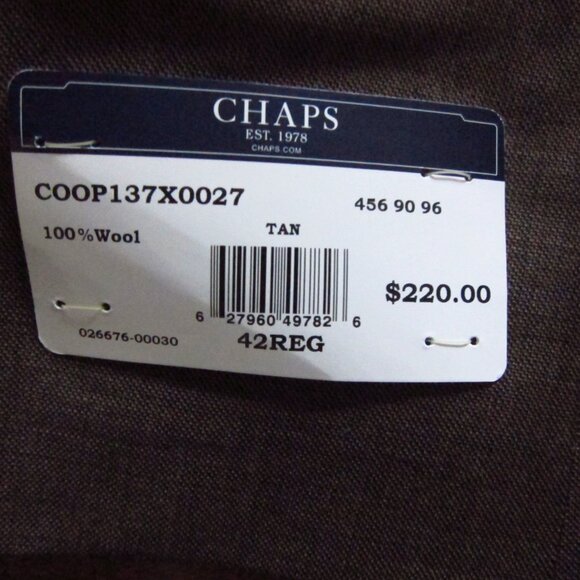 CHAPS
EST. 1978
CHAPS.COM
COOP137X0027
456 90 96
100%Wool
TAN
$220.00
6 27960 49782 6
026676-00030
42REG